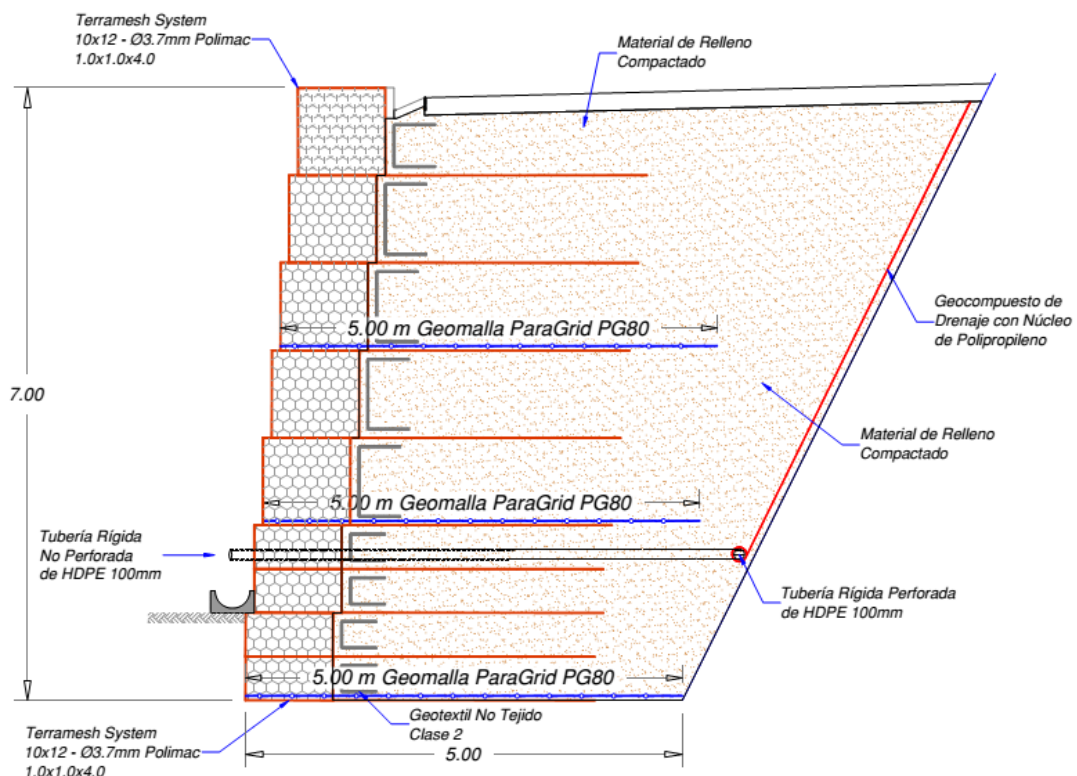 Terramesh System
10x12 - Ø3.7mm Polimac
1.0x1.0x4.0
Material de Relleno
Compactado
7.00
5.00 m Geomalla ParaGrid PG80
Geocompuesto de
Drenaje con Núcleo
de Polipropileno
Material de Relleno
Compactado
5.00 m Geomalla ParaGrid PG80
Tubería Rígida
No Perforada
de HDPE 100mm
Tubería Rígida Perforada
de HDPE 100mm
5.00 m Geomalla ParaGrid PG80
Geotextil No Tejido
Clase 2
Terramesh System
10x12 - Ø3.7mm Polimac
1.0x1.0x4.0
5.00